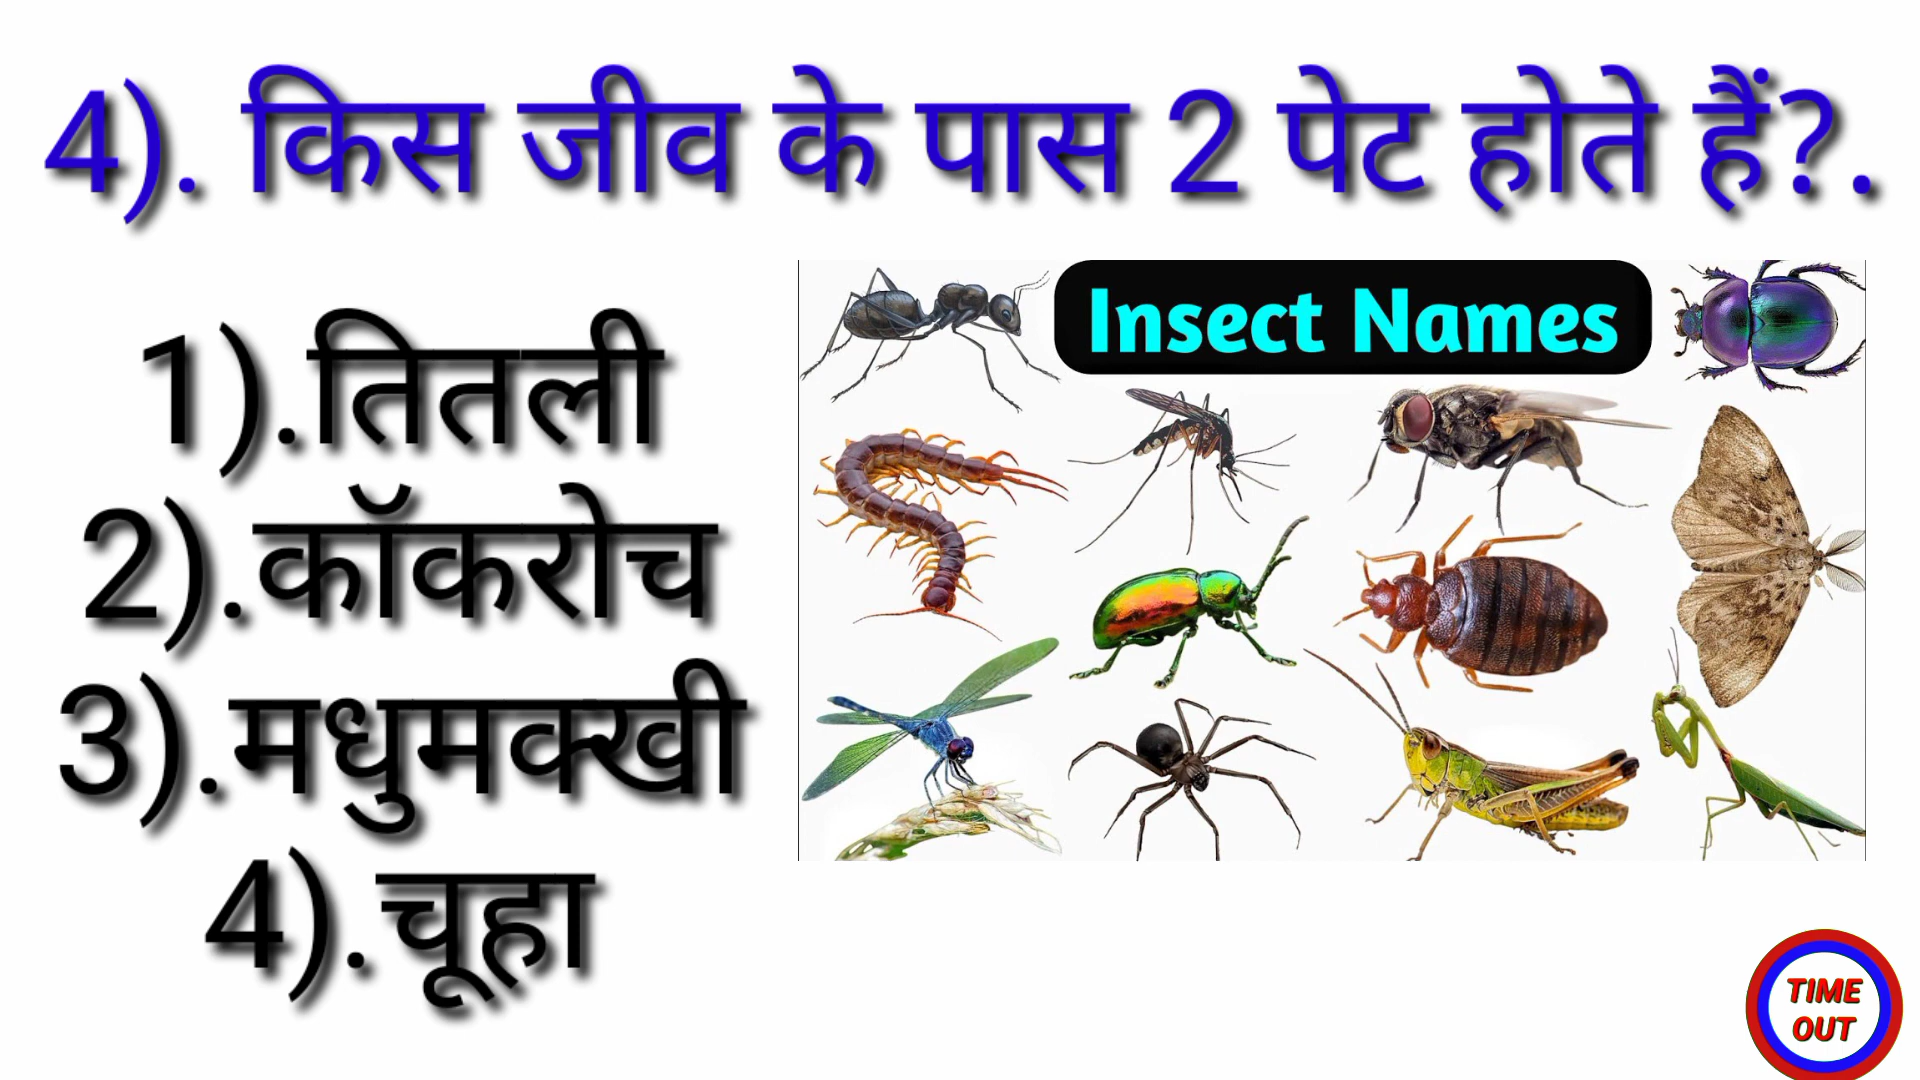 4). किस जीव के पास 2 पेट होते हैं?.
Insect Names
1).तितली
2).कॉकरोच
3).मधुमक्खी
4).चूहा
TIME
OUT